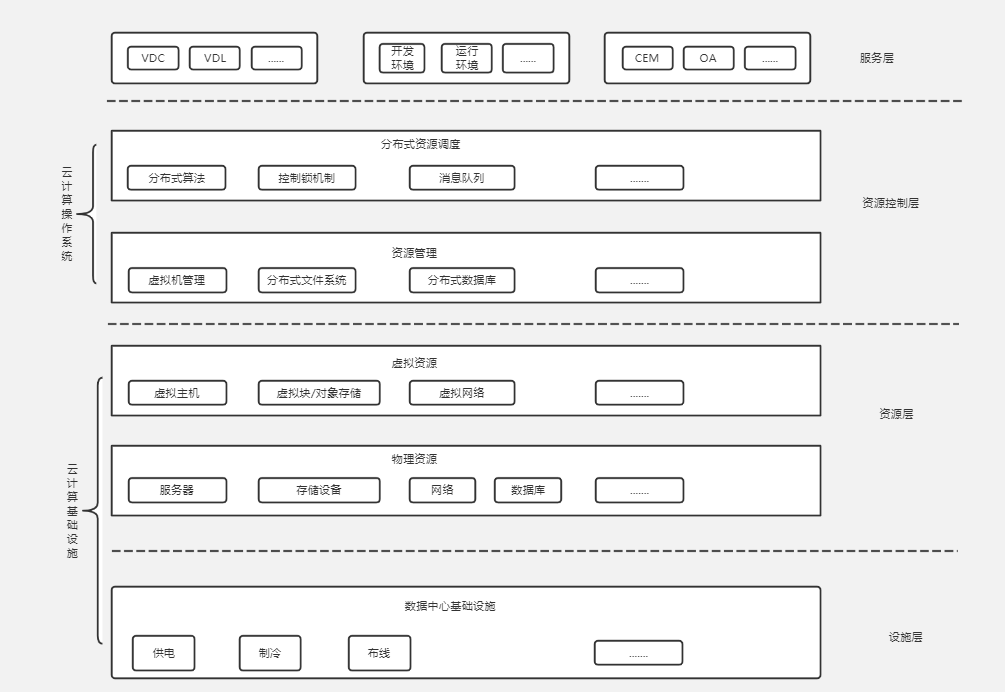 VDC
VDL
......
开发
环境
运行
环境
......
CEM
OA
......
服务层
云计算操作系统
分布式资源调度
分布式算法
控制锁机制
消息队列
.......
资源控制层
资源管理
虚拟机管理
分布式文件系统
分布式数据库
.......
云计算基础设施
虚拟资源
虚拟主机
虚拟块/对象存储
虚拟网络
.......
资源层
物理资源
服务器
存储设备
网络
数据库
.......
数据中心基础设施
供电
制冷
布线
.......
设施层